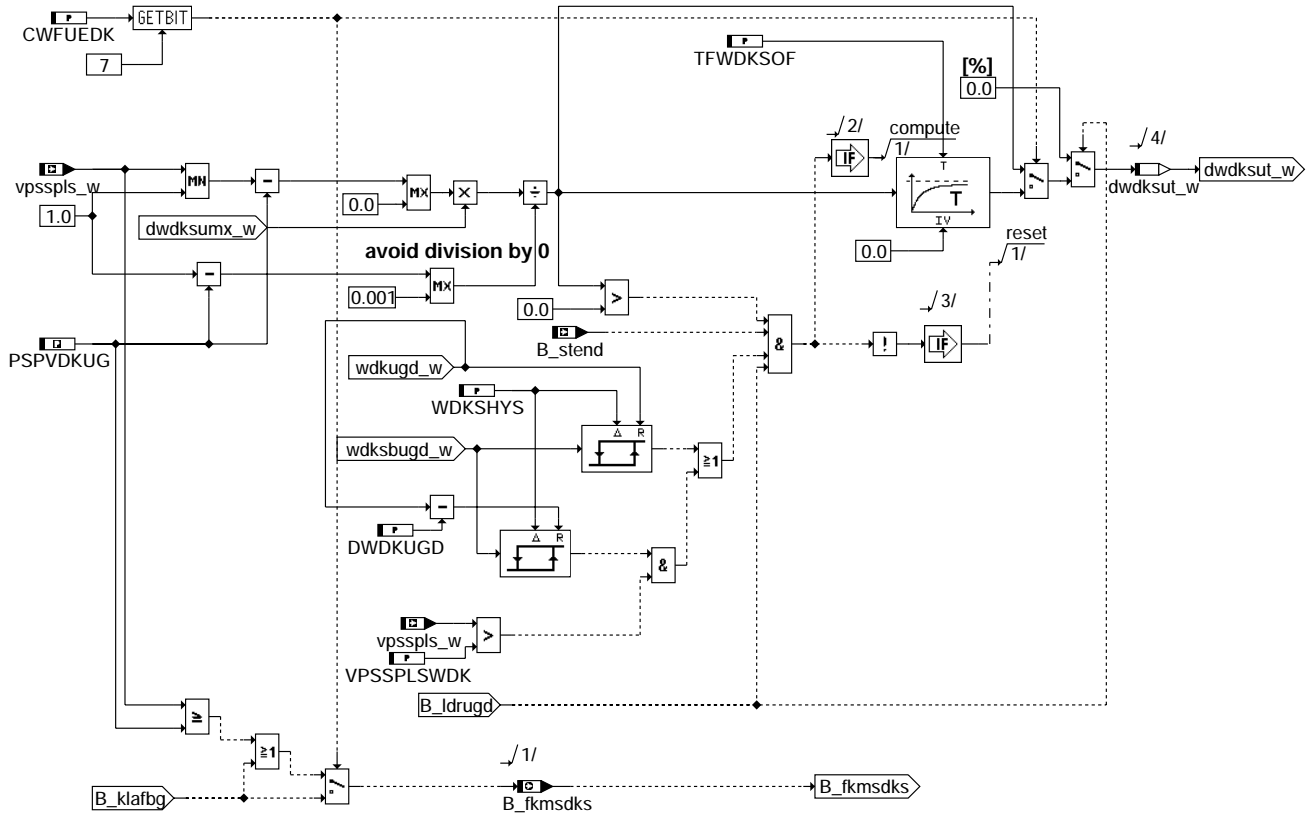 P
CWFUEDK
GETBIT
7
P
TFWDKSOF
[%]
0.0
2/
compute
1/
4/
vpsspls_w
MN
-
1.0
0.0
MX
×
÷
IF
T
T
IV
dwdksut_w
dwdksut_w
dwdksumx_w
avoid division by 0
0.0
reset
1/
-
0.001
MX
0.0
>
3/
P
PSPVDKUG
B_stend
&
!
IF
wdkugd_w
P
WDKSHYS
Δ R
wdksbugd_w
≧1
-
P
DWDKUGD
Δ R
&
vpsspls_w
>
P
VPSSPLSWDK
B_ldrugd
≥
≧1
1/
B_klafbg
B_fkmsdks
B_fkmsdks